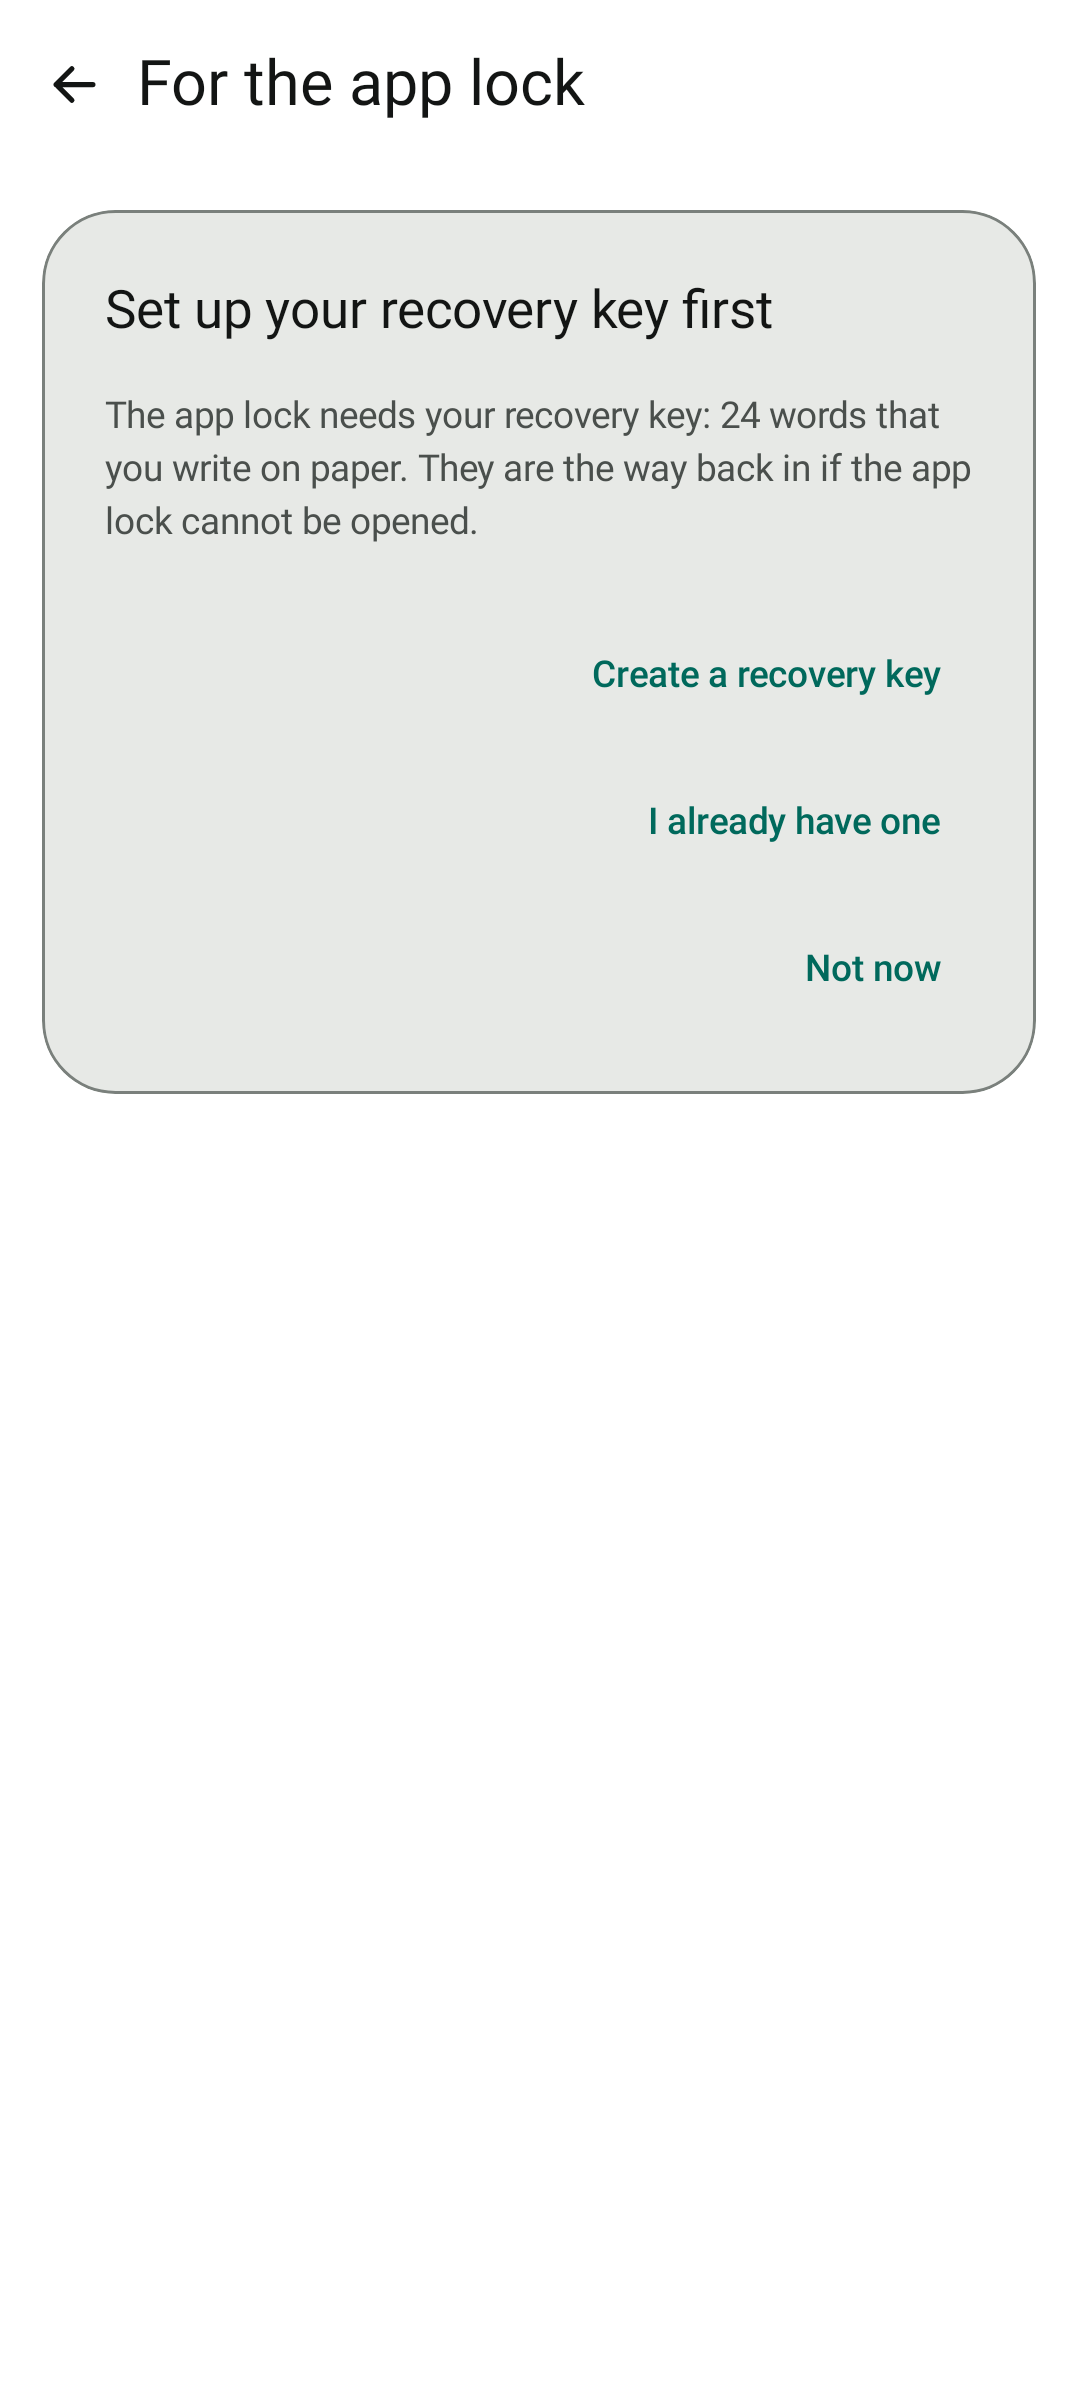 For the app lock
Set up your recovery key first
The app lock needs your recovery key: 24 words that
you write on paper. They are the way back in if the app
lock cannot be opened.
Create a recovery key
I already have one
Not now